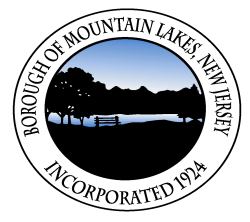 BOROUGH OF MOUNTAIN LAKES, NEW JERSEY
INCORPORATED 1924